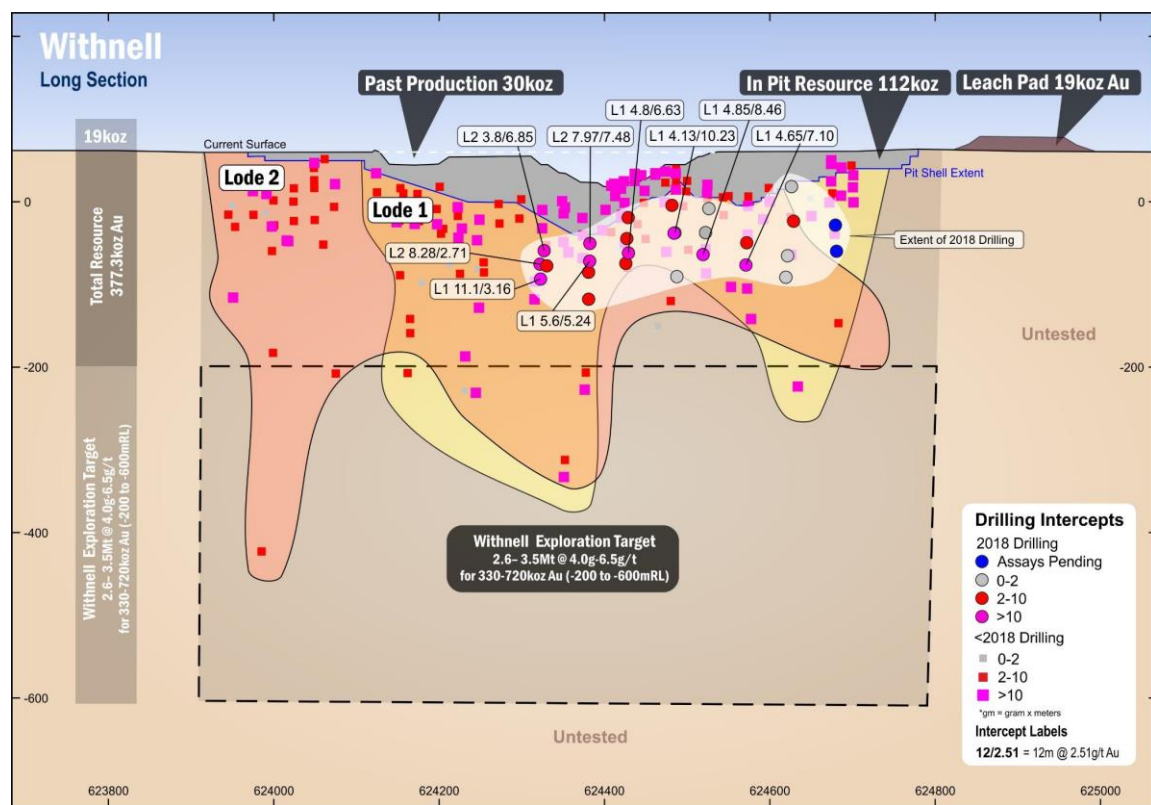 Withnell
Long Section
Past Production 30koz
In Pit Resource 112koz
Leach Pad 19koz Au
L1 4.8/6.63
L1 4.85/8.46
L2 3.8/6.85
L2 7.97/7.48
L1 4.13/10.23
L1 4.65/7.10
19koz
Current Surface
Pit Shell Extent
Lode 2
Lode 1
0
0
Extent of 2018 Drilling
L2 8.28/2.71
L1 11.1/3.16
L1 5.6/5.24
Total Resource
377.3koz Au
Untested
-200
-200
Withnell Exploration Target
2.6– 3.5Mt @ 4.0g-6.5g/t
for 330-720koz Au (-200 to -600mRL)
-400
Withnell Exploration Target
2.6– 3.5Mt @ 4.0g-6.5g/t
for 330-720koz Au (-200 to -600mRL)
-600
Untested
Drilling Intercepts
2018 Drilling
Assays Pending
0-2
2-10
>10
<2018 Drilling
0-2
2-10
>10
*gm = gram x meters
Intercept Labels
12/2.51 = 12m @ 2.51g/t Au
623800
624000
624200
624400
624600
624800
625000